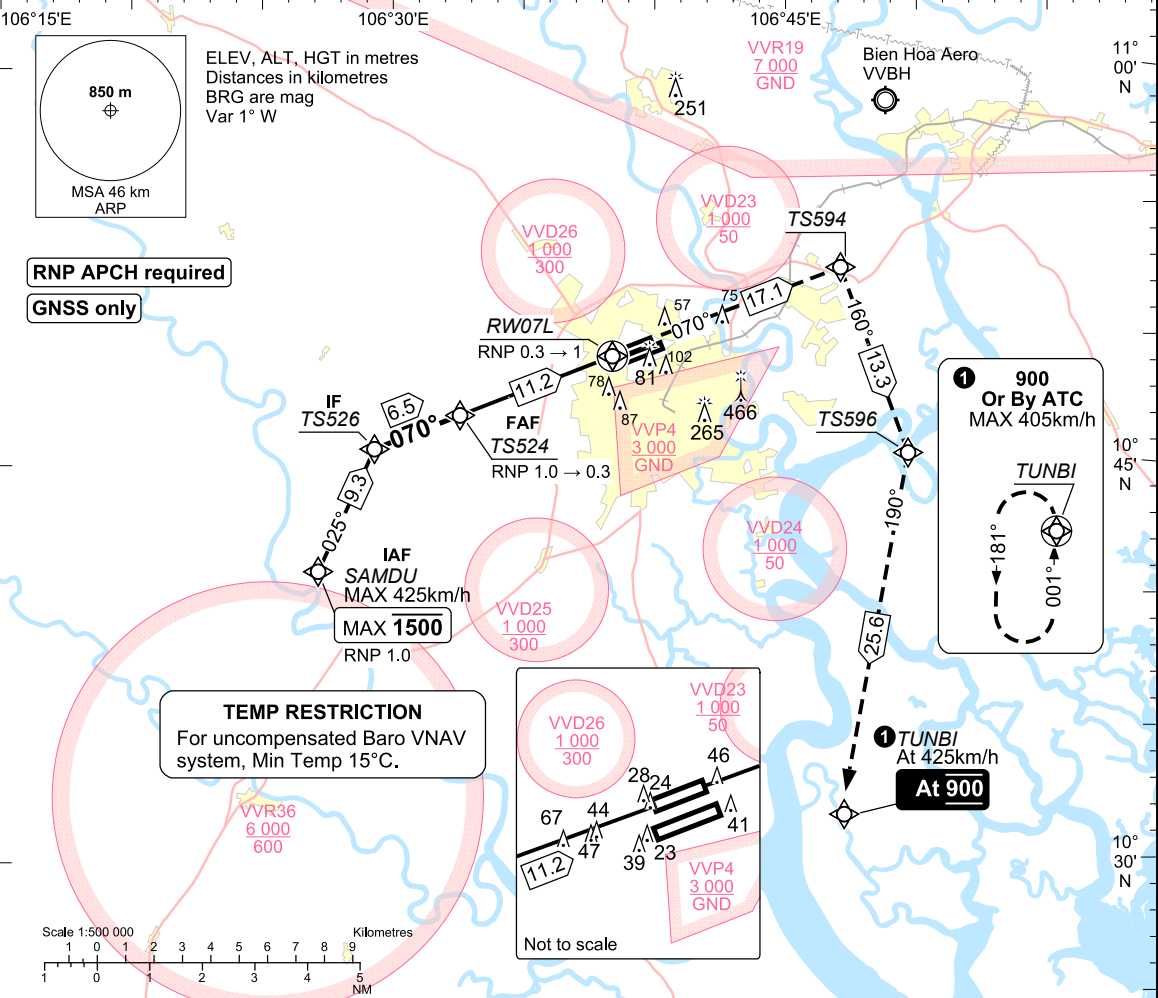 106°15'E
106°30'E
106°45'E
850 m
MSA 46 km
ARP
ELEV, ALT, HGT in metres
Distances in kilometres
BRG are mag
Var 1° W
RNP APCH required
GNSS only
VVR19
7 000
GND
Bien Hoa Aero
VVBH
11°
00'
N
251
VVD23
1 000
50
VVD26
1 000
300
TS594
17.1
75
57
070°
RW07L
RNP 0.3 → 1
102
81
78
87
11.2
160°
13.3
466
265
VVP4
3 000
GND
IF
TS526
6.5
070°
FAF
TS524
RNP 1.0 → 0.3
TS596
10°
45'
N
1
900
Or By ATC
MAX 405km/h
TUNBI
181°
001°
9.3
025°
190°
VVD24
1 000
50
IAF
SAMDU
MAX 425km/h
MAX 1500
RNP 1.0
VVD25
1 000
300
25.6
TEMP RESTRICTION
For uncompensated Baro VNAV
system, Min Temp 15°C.
VVR36
6 000
600
1 TUNBI
At 425km/h
At 900
VVD26
1 000
300
VVD23
1 000
50
46
28
24
67
44
47
41
39
23
11.2
VVP4
3 000
GND
Not to scale
10°
30'
N
Scale 1:500 000
Kilometres
1 0 1 2 3 4 5 6 7 8 9
1 0 1 2 3 4 5
NM